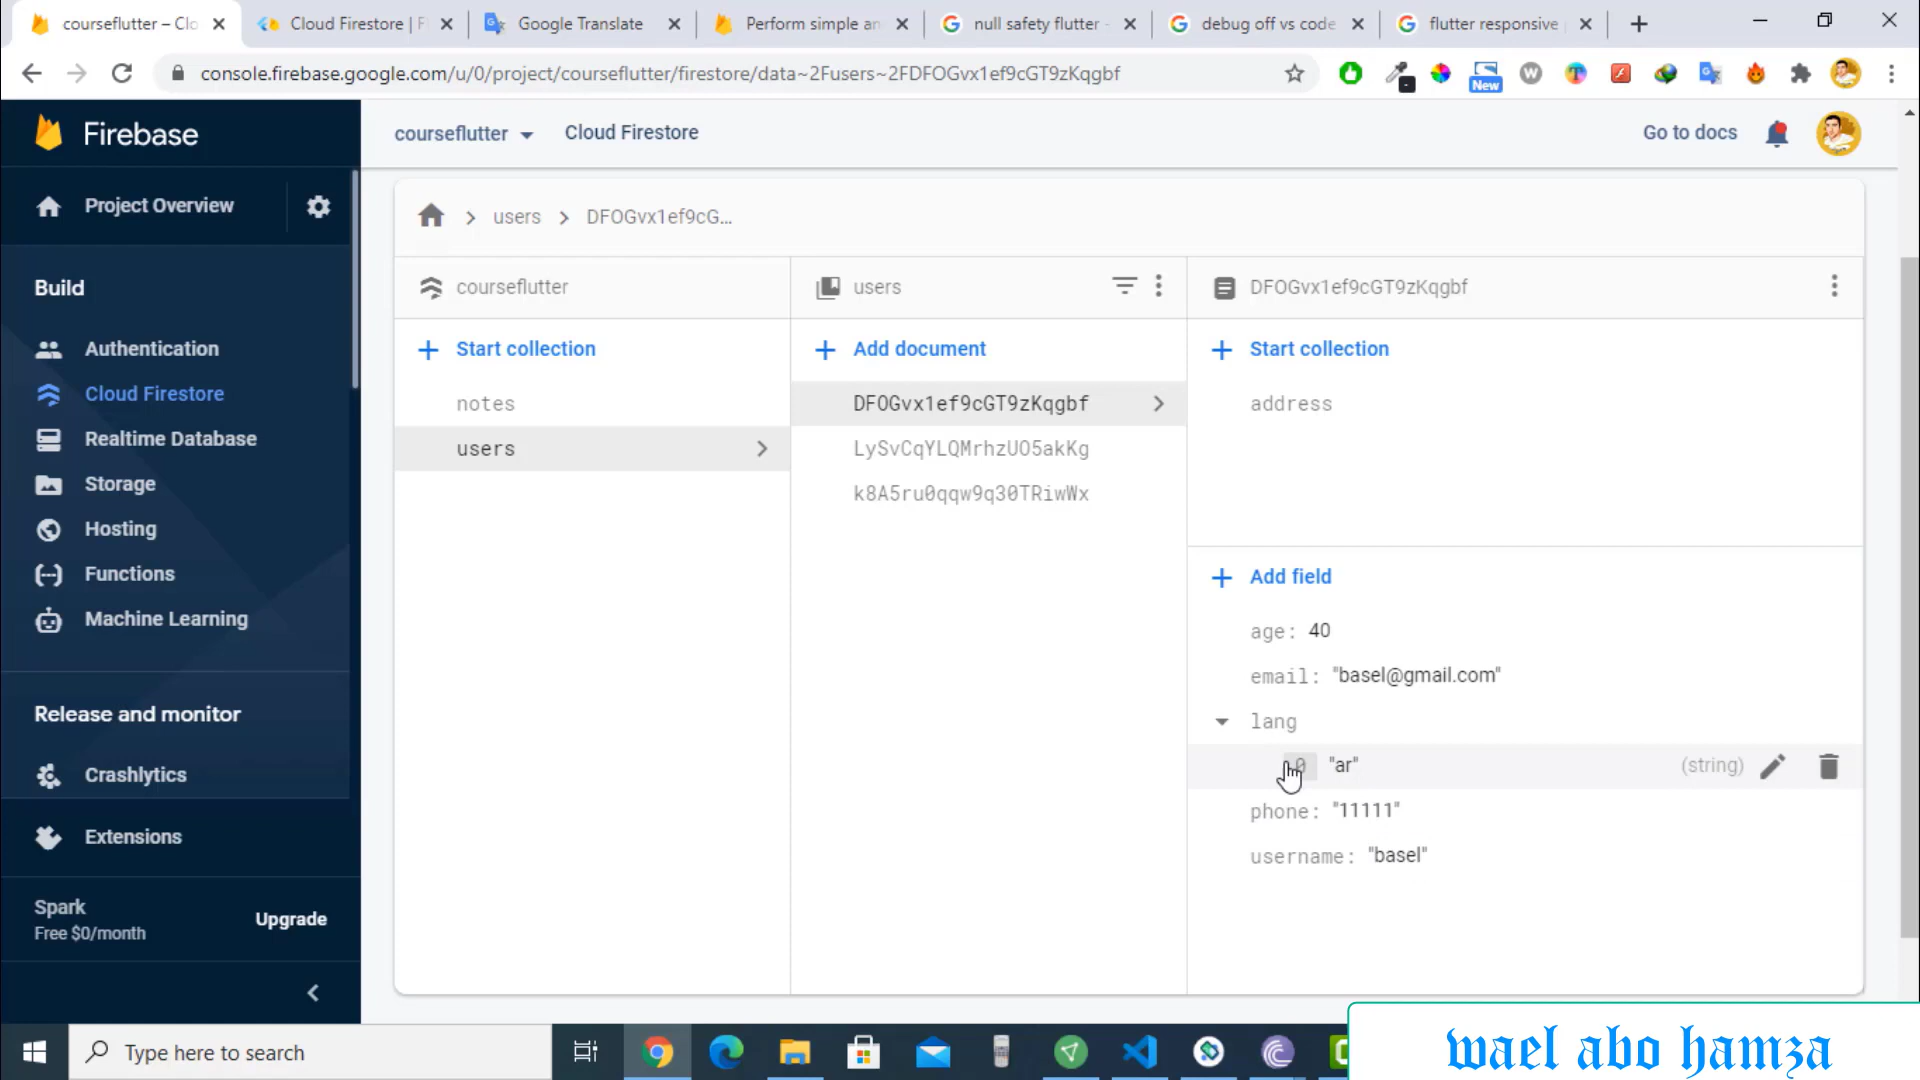 courseflutter – Clo
Cloud Firestore | F
Google Translate
Perform simple an
null safety flutter -
debug off vs code
flutter responsive
console.firebase.google.com/u/0/project/courseflutter/firestore/data~2Fusers~2FDFOGvx1ef9cGT9zKqgbf
New
Firebase
courseflutter
Cloud Firestore
Go to docs
Project Overview
users
DFOGvx1ef9cG...
Build
courseflutter
users
DFOGvx1ef9cGT9zKqgbf
Authentication
Start collection
Add document
Start collection
Cloud Firestore
notes
DFOGvx1ef9cGT9zKqgbf
address
Realtime Database
users
LySvCqYLQMrhzUO5akKg
Storage
k8A5ru0qqw9q30TRiwWx
Hosting
Functions
Add field
Machine Learning
age: 40
email: "basel@gmail.com"
Release and monitor
lang
Crashlytics
0 "ar"
(string)
phone: "11111"
Extensions
username: "basel"
Spark
Free $0/month
Upgrade
Type here to search
wael abo hamza